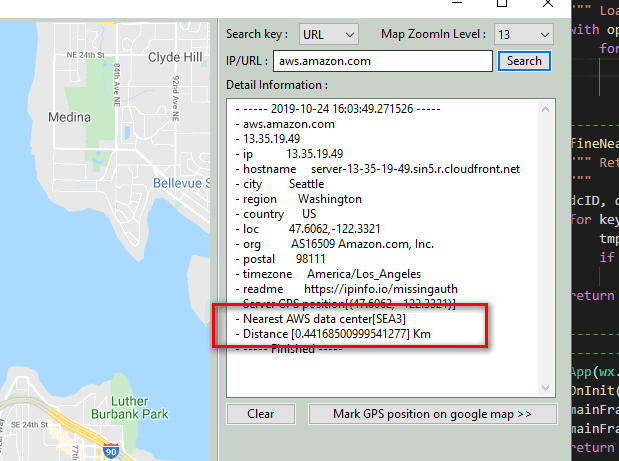 Search key :
URL
Map ZoomIn Level :
13
IP/URL :
aws.amazon.com
Search
Detail Information :
- ----- 2019-10-24 16:03:49.271526 -----
- aws.amazon.com
- 13.35.19.49
- ip 13.35.19.49
- hostname server-13-35-19-49.sin5.r.cloudfront.net
- city Seattle
- region Washington
- country US
- loc 47.6062,-122.3321
- org AS16509 Amazon.com, Inc.
- postal 98111
- timezone America/Los_Angeles
- readme https://ipinfo.io/missingauth
- Server GPS position[(47.6062, -122.3321)]
- Nearest AWS data center[SEA3]
- Distance [0.44168500999541277] Km
- ----- Finished -----
Clear
Mark GPS position on google map >>
NE 24th St
84th Ave NE
92nd Ave NE
Clyde Hill
Medina
Bellevue S
Luther
Burbank Park
SE 24th St
90
""" Loa
with op
for
fineNea
""" Ret
"""
dcID, d
for key
tmp
if
return
App(wx.
OnInit(
mainFra
mainFra
return